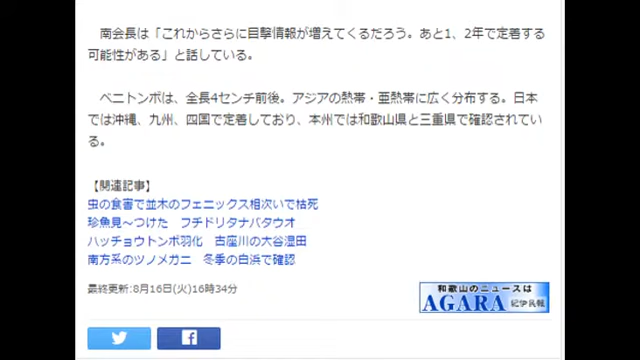 南会長は「これからさらに目撃情報が増えてくるだろう。あと1、2年で定着する
可能性がある」と話している。
ベニトンボは、全長4センチ前後。アジアの熱帯・亜熱帯に広く分布する。日本
では沖縄、九州、四国で定着しており、本州では和歌山県と三重県で確認されてい
る。
【関連記事】
虫の食害で並木のフェニックス相次いで枯死
珍魚見〜つけた　フチドリタナバタウオ
ハッチョウトンボ羽化　古座川の大谷湿田
南方系のツノメガニ　冬季の白浜で確認
最終更新:8月16日(火)16時34分
和歌山のニュースは
AGARA 紀伊民報